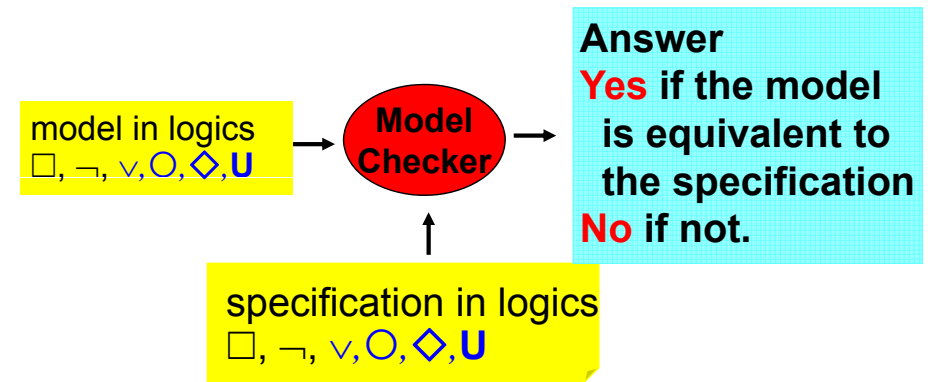 model in logics
□, ¬, ∨,○,◇,U
Model
Checker
Answer
Yes if the model
is equivalent to
the specification
No if not.
specification in logics
□, ¬, ∨,○,◇,U